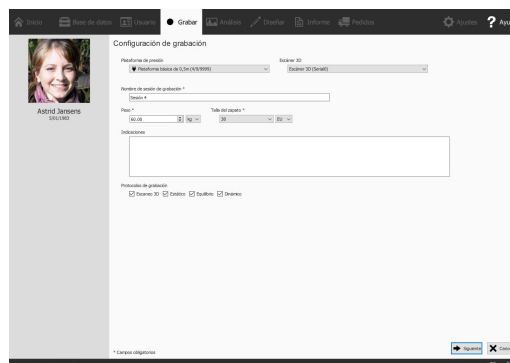 Inicio Base de datos Usuario Grabar Análisis Diseñar Informe Pedidos Ajustes Ayu
Configuración de grabación
Plataforma de presión Escáner 3D
Plataforma básica de 0,5m (4/9/9999) Escáner 3D (Serial0)
Nombre de sesión de grabación *
Sesión 4
Astrid Jansens
5/01/1983
Peso * Talla del zapato *
60.00 kg 38 EU
Indicaciones
Protocolos de grabación
Escaneo 3D Estático Equilibrio Dinámico
* Campos obligatorios
Siguiente Canc